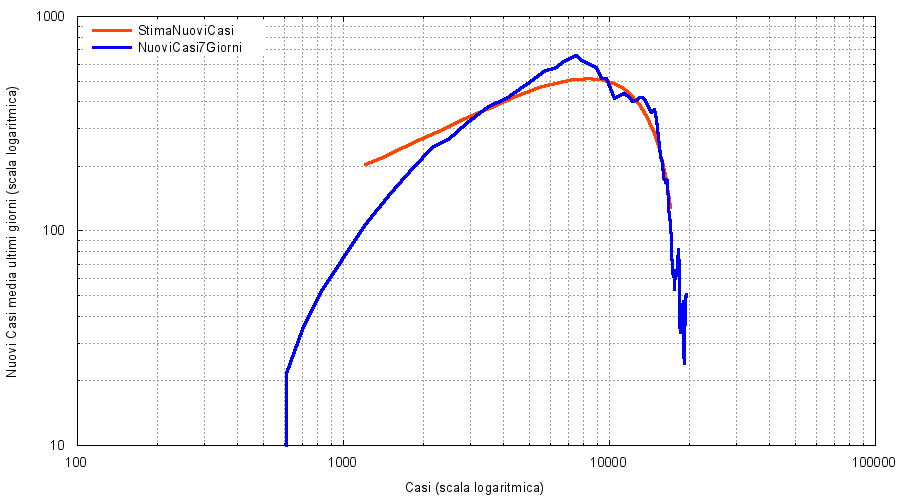 1000
StimaNuoviCasi
NuoviCasi7Giorni
Nuovi Casi media ultimi giorni (scala logaritmica)
100
10
100
1000
10000
100000
Casi (scala logaritmica)